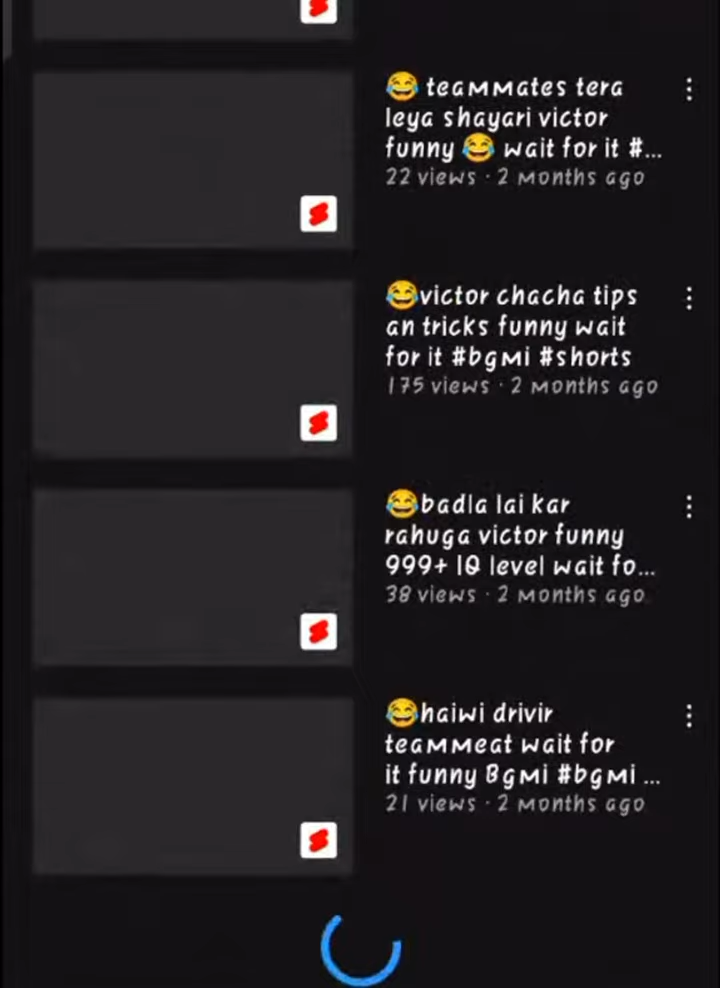 😂 teammates tera
leya shayari victor
funny 😂 wait for it #...
22 views · 2 months ago
😂victor chacha tips
an tricks funny wait
for it #bgmi #shorts
175 views · 2 months ago
😂badla lai kar
rahuga victor funny
999+ IQ level wait fo...
38 views · 2 months ago
😂haiwi drivir
teammeat wait for
it funny Bgmi #bgmi ...
21 views · 2 months ago